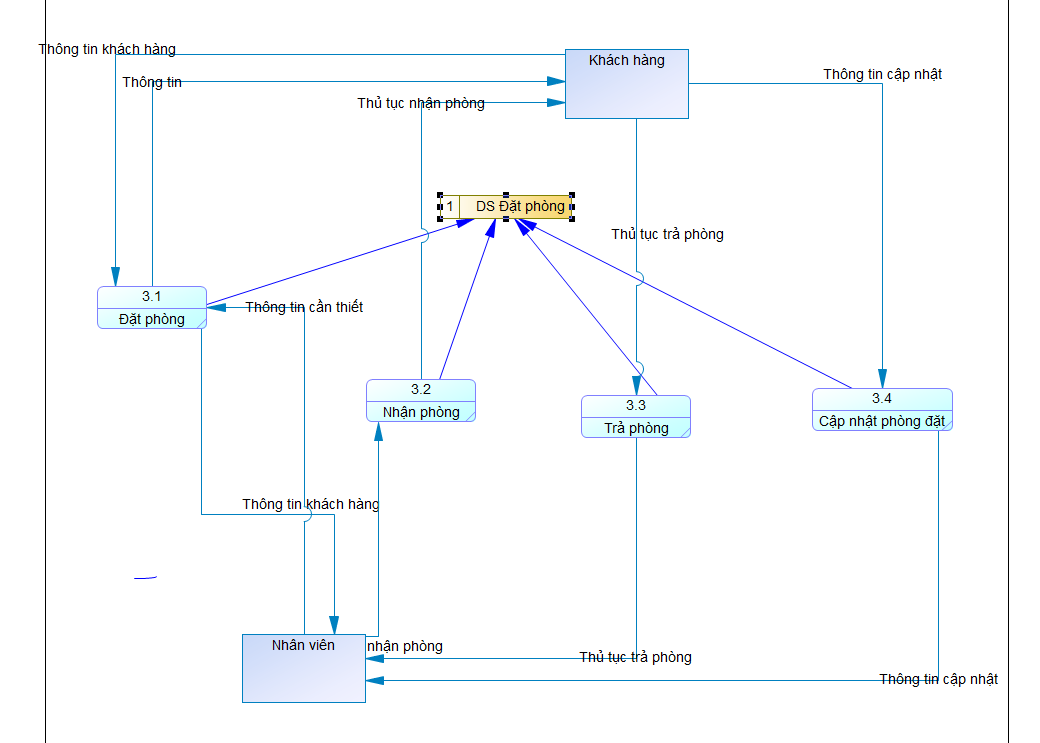 Thông tin khách hàng
Khách hàng
Thông tin
Thông tin cập nhật
Thủ tục nhận phòng
1
DS Đặt phòng
Thủ tục trả phòng
3.1
Đặt phòng
Thông tin cần thiết
3.2
Nhận phòng
3.3
Trả phòng
3.4
Cập nhật phòng đặt
Thông tin khách hàng
Nhân viên
nhận phòng
Thủ tục trả phòng
Thông tin cập nhật